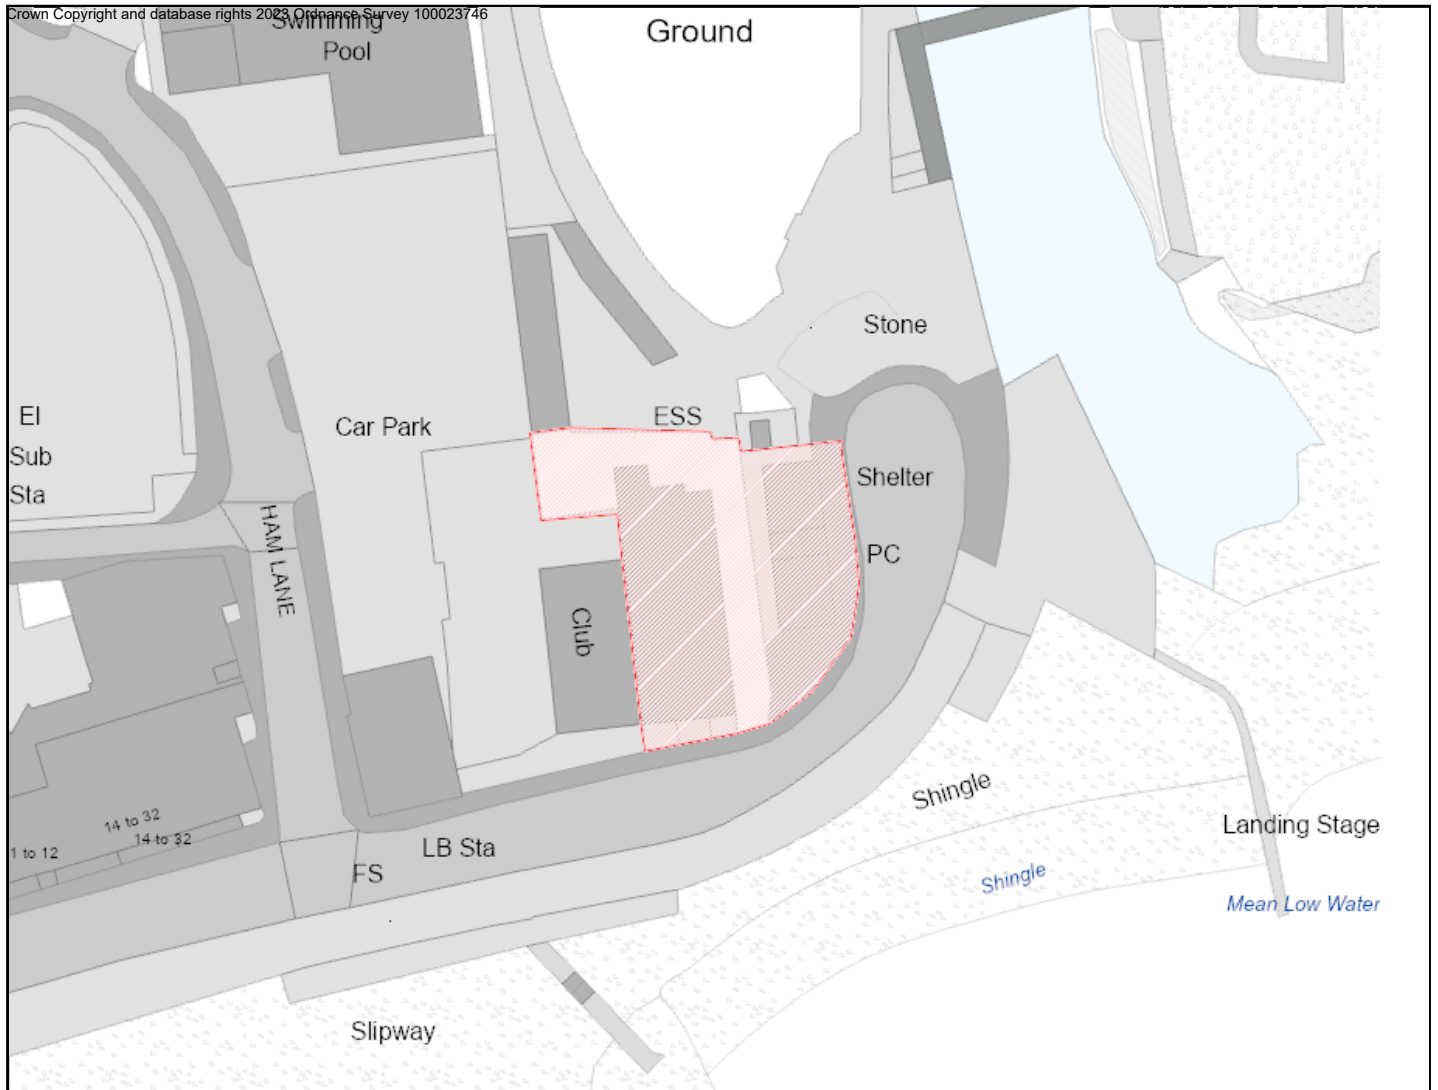 Crown Copyright and database rights 2023 Ordnance Survey 100023746
Swimming
Pool
Ground
Stone
El
Sub
Sta
Car Park
ESS
Shelter
HAM LANE
PC
Club
14 to 32
14 to 32
1 to 12
LB Sta
FS
Shingle
Landing Stage
Shingle
Mean Low Water
Slipway